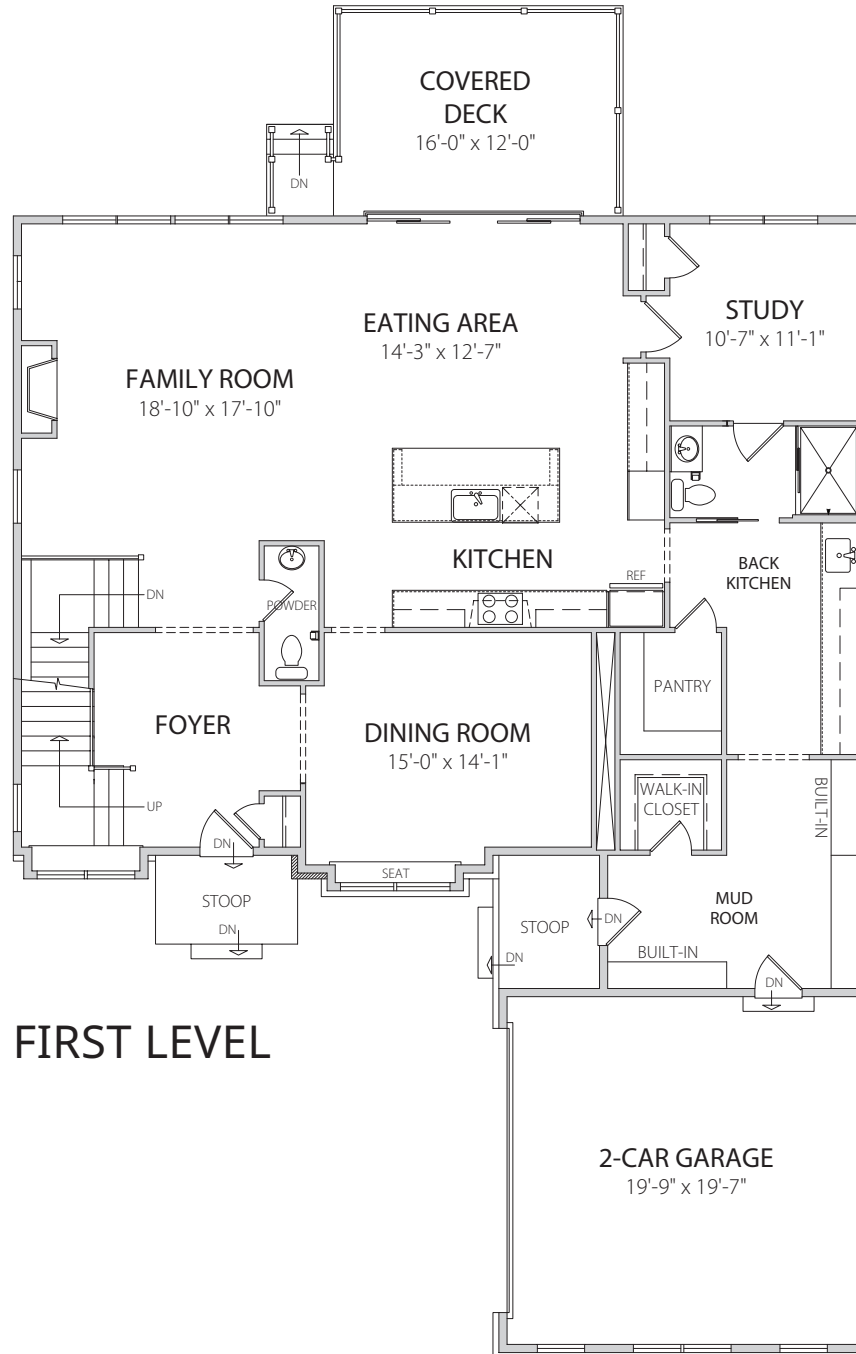 COVERED
DECK
16'-0" x 12'-0"
DN
STUDY
10'-7" x 11'-1"
EATING AREA
14'-3" x 12'-7"
FAMILY ROOM
18'-10" x 17'-10"
KITCHEN
REF
BACK
KITCHEN
DN
POWDER
PANTRY
FOYER
DINING ROOM
15'-0" x 14'-1"
UP
WALK-IN
CLOSET
BUILT-IN
DN
SEAT
STOOP
DN
MUD
ROOM
STOOP
DN
DN
BUILT-IN
DN
FIRST LEVEL
2-CAR GARAGE
19'-9" x 19'-7"